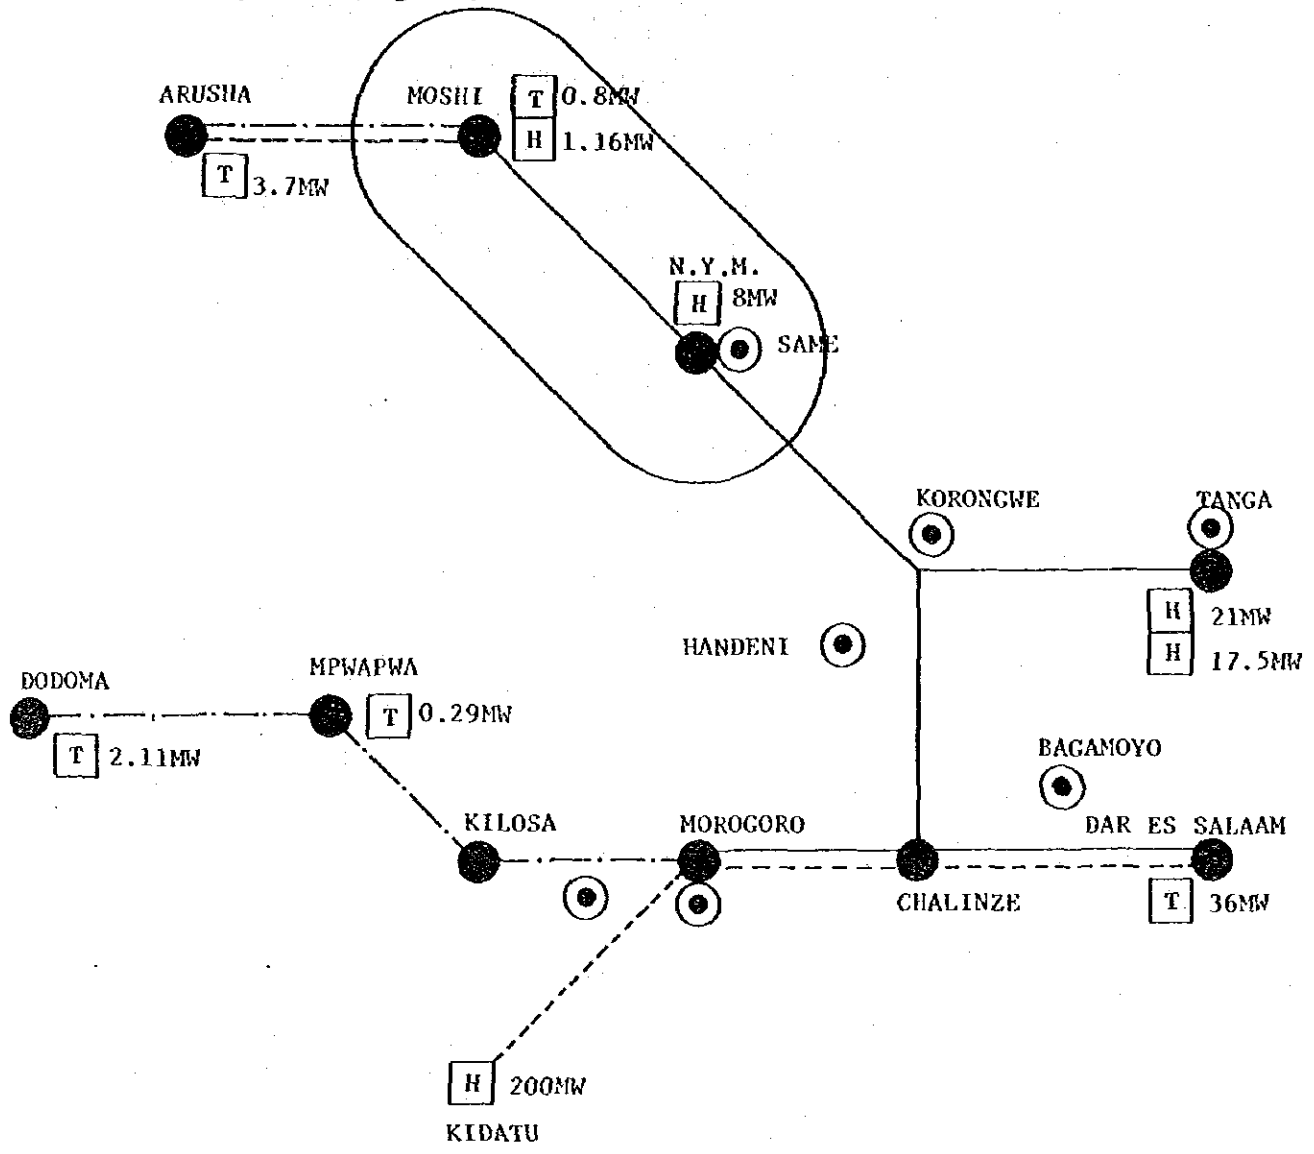 ARUSHA
MOSHI
T 0.8MW
H 1.16MW
T 3.7MW
N.Y.M.
H 8MW
SAME
KORONGWE
TANGA
H 21MW
H 17.5MW
HANDENI
DODOMA
MPWAPWA
T 0.29MW
T 2.11MW
BAGAMOYO
KILOSA
MOROGORO
DAR ES SALAAM
CHALINZE
T 36MW
H 200MW
KIDATU